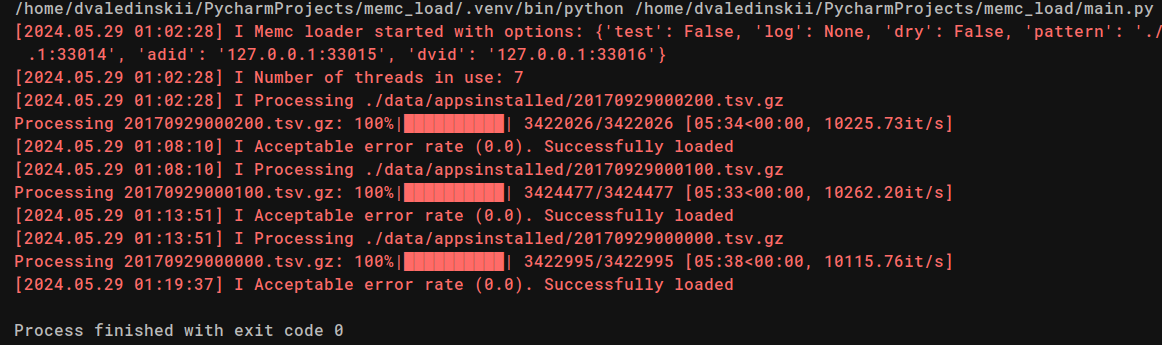 /home/dvaledinskii/PycharmProjects/memc_load/.venv/bin/python /home/dvaledinskii/PycharmProjects/memc_load/main.py
[2024.05.29 01:02:28] I Memc loader started with options: {'test': False, 'log': None, 'dry': False, 'pattern': './
.1:33014', 'adid': '127.0.0.1:33015', 'dvid': '127.0.0.1:33016'}
[2024.05.29 01:02:28] I Number of threads in use: 7
[2024.05.29 01:02:28] I Processing ./data/appsinstalled/20170929000200.tsv.gz
Processing 20170929000200.tsv.gz: 100%|██████████| 3422026/3422026 [05:34<00:00, 10225.73it/s]
[2024.05.29 01:08:10] I Acceptable error rate (0.0). Successfully loaded
[2024.05.29 01:08:10] I Processing ./data/appsinstalled/20170929000100.tsv.gz
Processing 20170929000100.tsv.gz: 100%|██████████| 3424477/3424477 [05:33<00:00, 10262.20it/s]
[2024.05.29 01:13:51] I Acceptable error rate (0.0). Successfully loaded
[2024.05.29 01:13:51] I Processing ./data/appsinstalled/20170929000000.tsv.gz
Processing 20170929000000.tsv.gz: 100%|██████████| 3422995/3422995 [05:38<00:00, 10115.76it/s]
[2024.05.29 01:19:37] I Acceptable error rate (0.0). Successfully loaded
Process finished with exit code 0